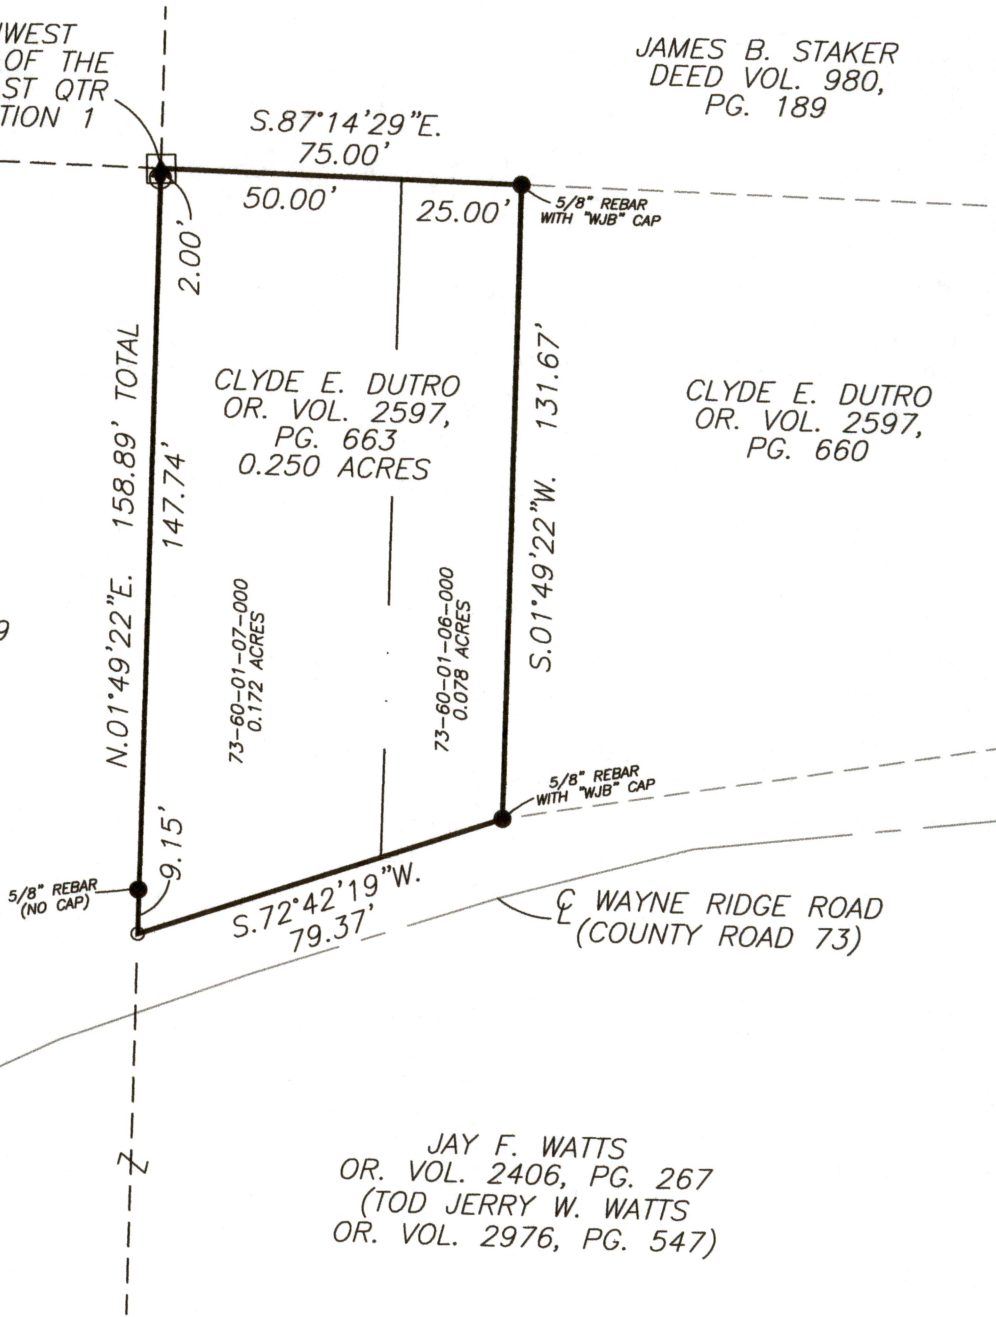 WEST
OF THE
ST QTR
TION 1
JAMES B. STAKER
DEED VOL. 980,
PG. 189
S.87°14'29"E.
75.00'
50.00'
25.00'
5/8" REBAR
WITH "WJB" CAP
2.00'
N.01°49'22"E. 158.89' TOTAL
147.74'
CLYDE E. DUTRO
OR. VOL. 2597,
PG. 663
0.250 ACRES
S.01°49'22"W. 131.67'
CLYDE E. DUTRO
OR. VOL. 2597,
PG. 660
73-60-01-07-000
0.172 ACRES
73-60-01-06-000
0.078 ACRES
9
5/8" REBAR
WITH "WJB" CAP
9.15'
5/8" REBAR
(NO CAP)
S.72°42'19"W.
79.37'
℄ WAYNE RIDGE ROAD
(COUNTY ROAD 73)
Z
JAY F. WATTS
OR. VOL. 2406, PG. 267
(TOD JERRY W. WATTS
OR. VOL. 2976, PG. 547)